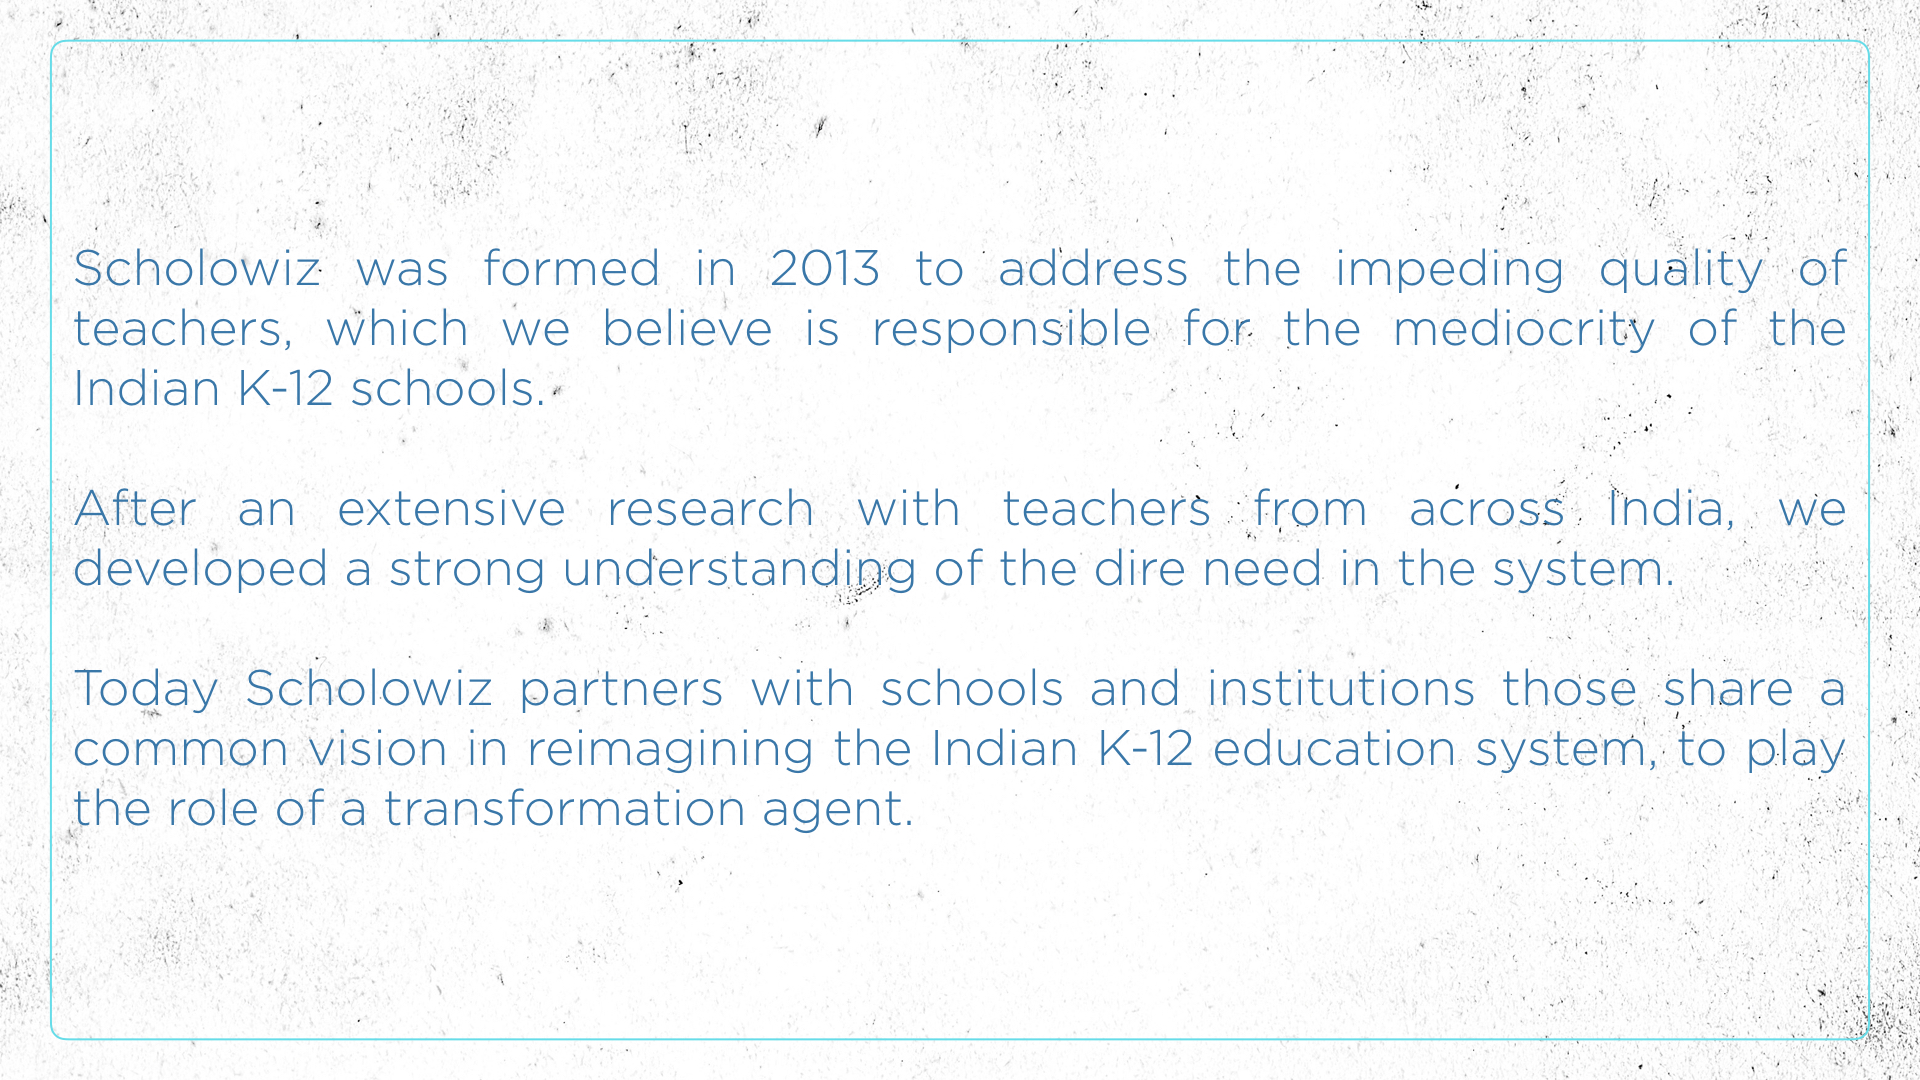 Scholowiz was formed in 2013 to address the impeding quality of
teachers, which we believe is responsible for the mediocrity of the
Indian K-12 schools.
After an extensive research with teachers from across India, we
developed a strong understanding of the dire need in the system.
Today Scholowiz partners with schools and institutions those share a
common vision in reimagining the Indian K-12 education system, to play
the role of a transformation agent.